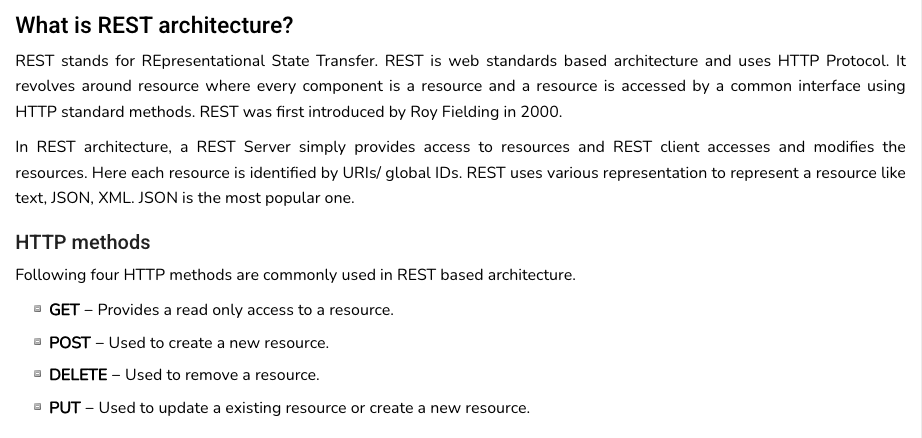 What is REST architecture?
REST stands for REpresentational State Transfer. REST is web standards based architecture and uses HTTP Protocol. It
revolves around resource where every component is a resource and a resource is accessed by a common interface using
HTTP standard methods. REST was first introduced by Roy Fielding in 2000.
In REST architecture, a REST Server simply provides access to resources and REST client accesses and modifies the
resources. Here each resource is identified by URIs/ global IDs. REST uses various representation to represent a resource like
text, JSON, XML. JSON is the most popular one.
HTTP methods
Following four HTTP methods are commonly used in REST based architecture.
GET – Provides a read only access to a resource.
POST – Used to create a new resource.
DELETE – Used to remove a resource.
PUT – Used to update a existing resource or create a new resource.